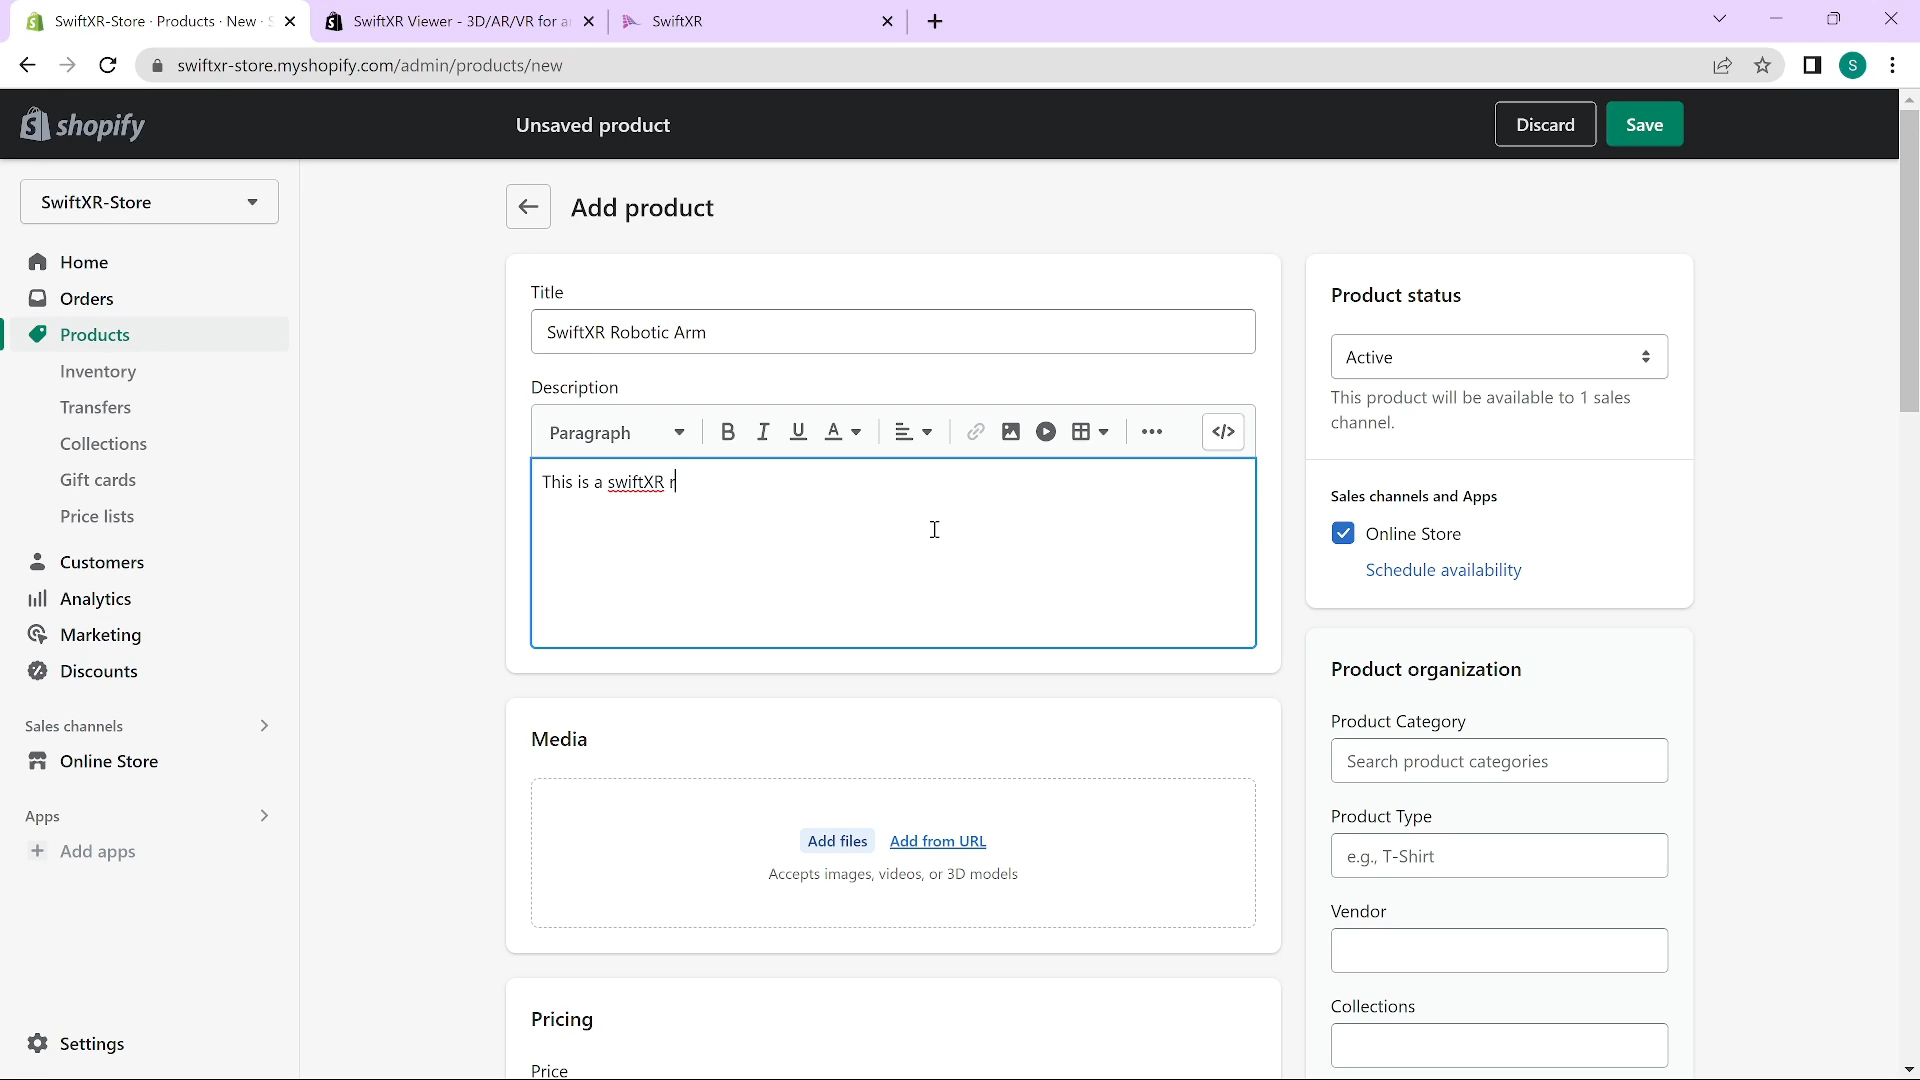 SwiftXR-Store · Products · New · S
SwiftXR Viewer - 3D/AR/VR for a
SwiftXR
swiftxr-store.myshopify.com/admin/products/new
S
shopify
Unsaved product
Discard
Save
SwiftXR-Store
Home
Orders
Products
Inventory
Transfers
Collections
Gift cards
Price lists
Customers
Analytics
Marketing
Discounts
Sales channels
Online Store
Apps
Add apps
Settings
Add product
Title
SwiftXR Robotic Arm
Description
Paragraph
B I U A
This is a swiftXR r
Media
Add files Add from URL
Accepts images, videos, or 3D models
Pricing
Price
Product status
Active
This product will be available to 1 sales
channel.
Sales channels and Apps
Online Store
Schedule availability
Product organization
Product Category
Search product categories
Product Type
e.g., T-Shirt
Vendor
Collections